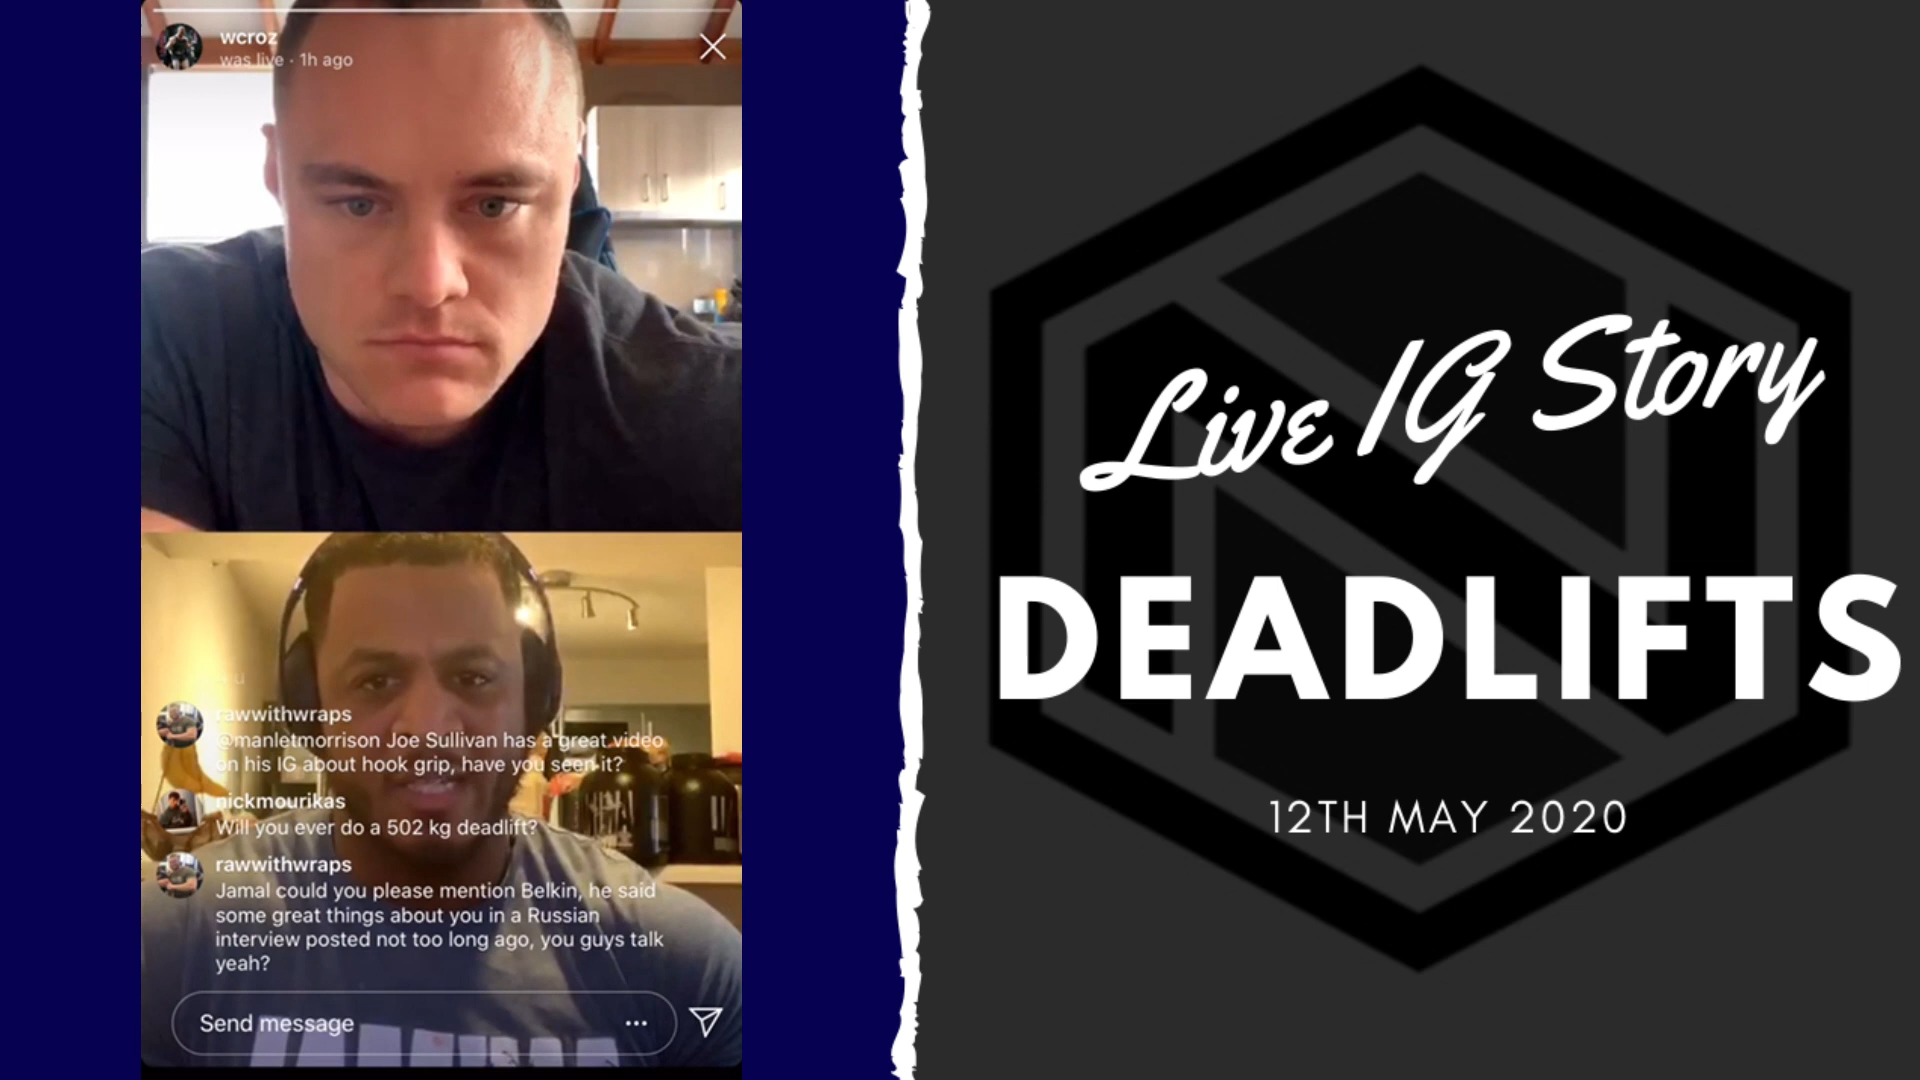 wcroz
was live · 1h ago
rawwithwraps
@manletmorrison Joe Sullivan has a great video
on his IG about hook grip, have you seen it?
nickmourikas
Will you ever do a 502 kg deadlift?
rawwithwraps
Jamal could you please mention Belkin, he said
some great things about you in a Russian
interview posted not too long ago, you guys talk
yeah?
Send message
Live IG Story
DEADLIFTS
12TH MAY 2020